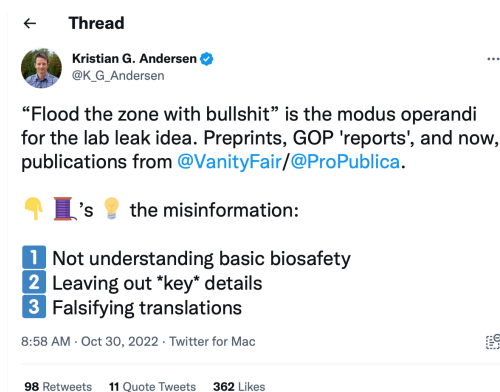 ← Thread
Kristian G. Andersen
@K_G_Andersen
“Flood the zone with bullshit” is the modus operandi
for the lab leak idea. Preprints, GOP 'reports', and now,
publications from @VanityFair/@ProPublica.
👇 🧵's 💡 the misinformation:
1️⃣ Not understanding basic biosafety
2️⃣ Leaving out *key* details
3️⃣ Falsifying translations
8:58 AM · Oct 30, 2022 · Twitter for Mac
98 Retweets 11 Quote Tweets 362 Likes